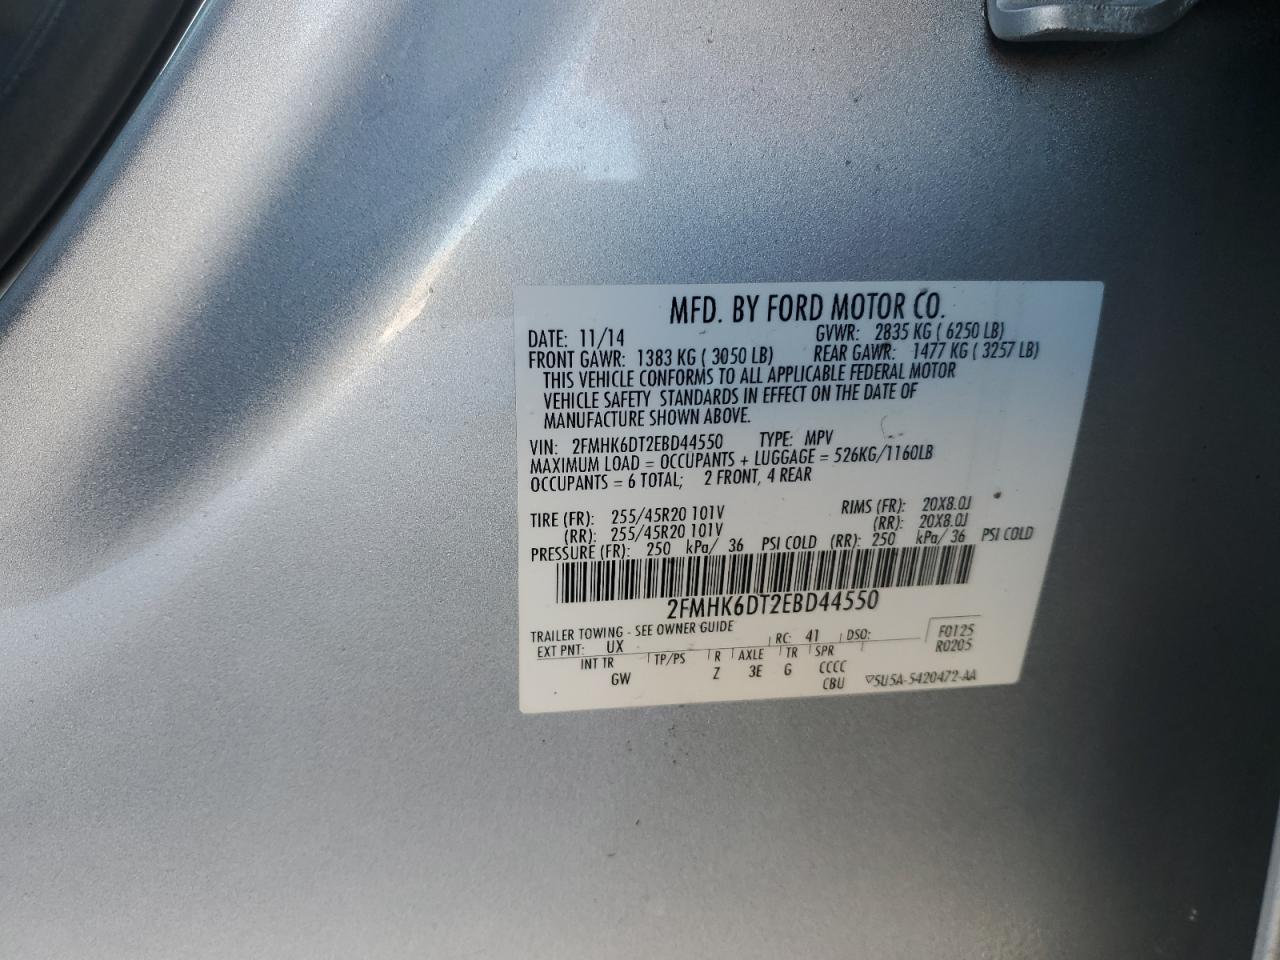 MFD. BY FORD MOTOR CO.
DATE: 11/14 GVWR: 2835 KG ( 6250 LB)
FRONT GAWR: 1383 KG ( 3050 LB) REAR GAWR: 1477 KG ( 3257 LB)
THIS VEHICLE CONFORMS TO ALL APPLICABLE FEDERAL MOTOR
VEHICLE SAFETY STANDARDS IN EFFECT ON THE DATE OF
MANUFACTURE SHOWN ABOVE.
VIN: 2FMHK6DT2EBD44550 TYPE: MPV
MAXIMUM LOAD = OCCUPANTS + LUGGAGE = 526KG/1160LB
OCCUPANTS = 6 TOTAL; 2 FRONT, 4 REAR
TIRE (FR): 255/45R20 101V RIMS (FR): 20X8.0J
(RR): 255/45R20 101V (RR): 20X8.0J
PRESSURE (FR): 250 kPa/ 36 PSI COLD (RR): 250 kPa/ 36 PSI COLD
2FMHK6DT2EBD44550
TRAILER TOWING - SEE OWNER GUIDE
EXT PNT: UX RC: 41 DSO: F0125
R0205
INT TR TP/PS R AXLE TR SPR
GW Z 3E G CCCC
CBU ▽5U5A-5420472-AA